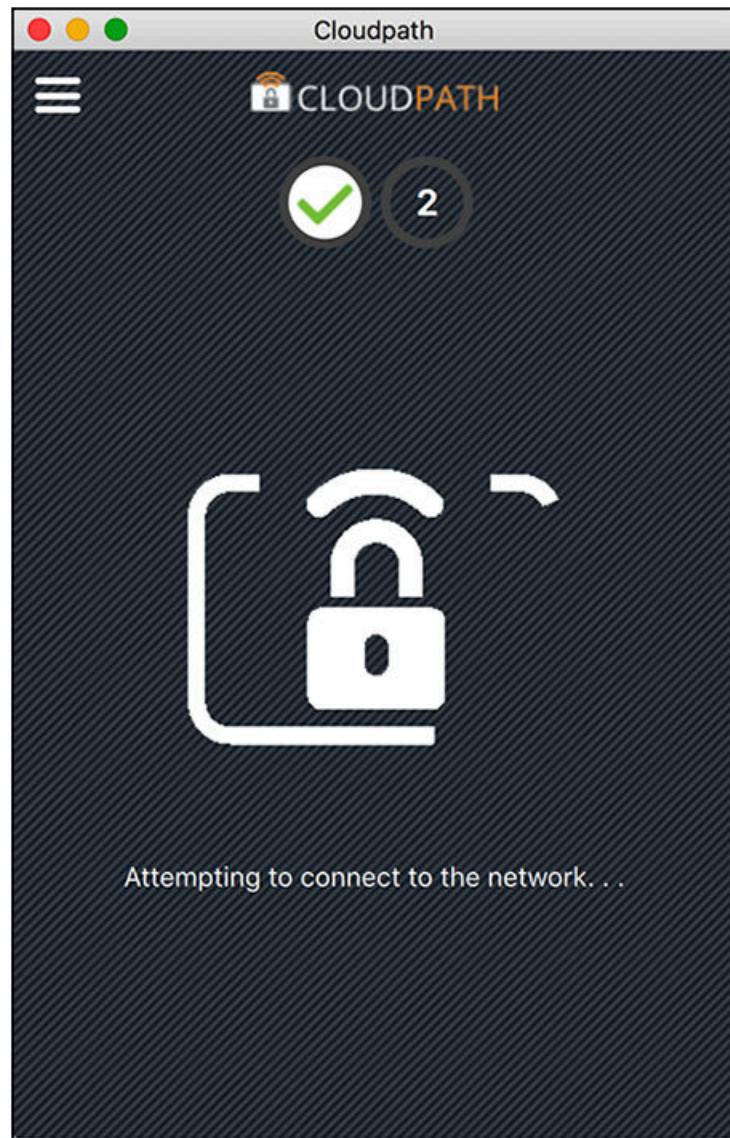 Cloudpath
CLOUDPATH
2
Attempting to connect to the network. . .